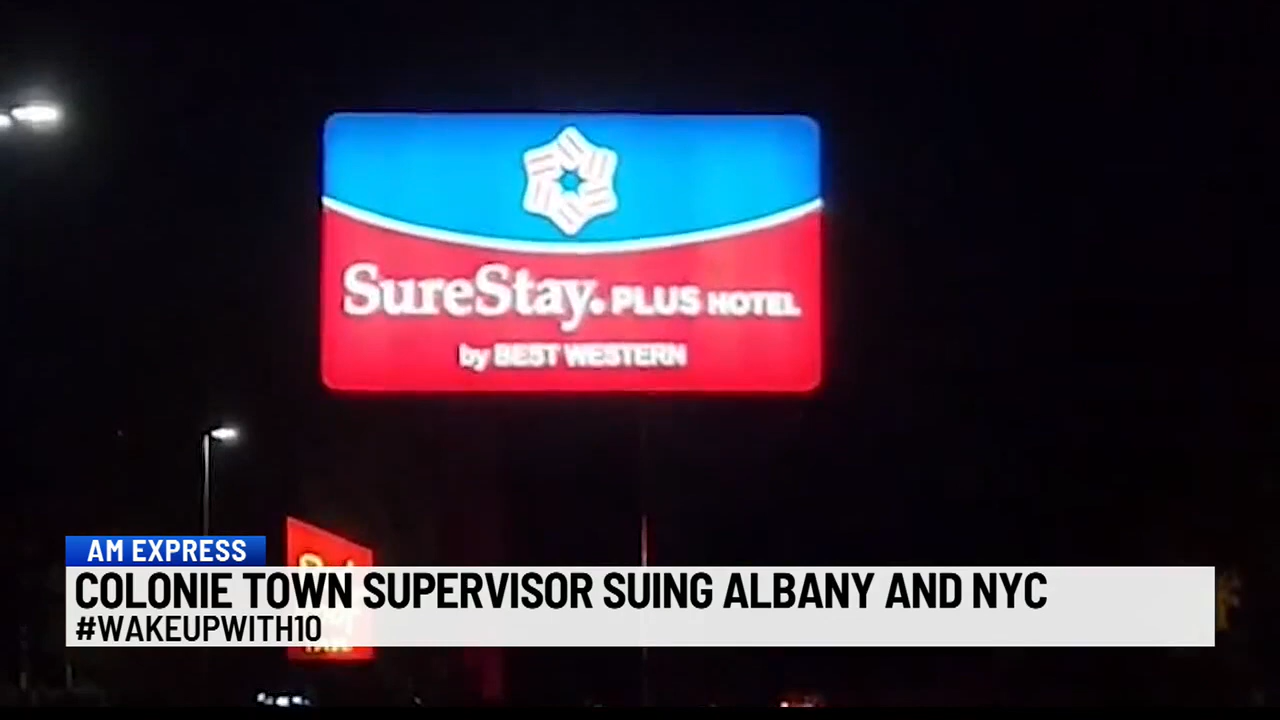 SureStay. PLUS HOTEL
by BEST WESTERN
AM EXPRESS
COLONIE TOWN SUPERVISOR SUING ALBANY AND NYC
#WAKEUPWITH10